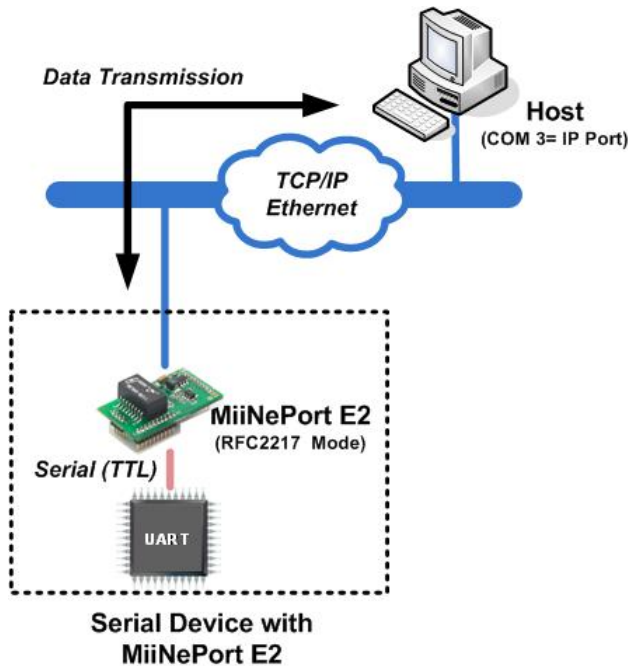 Data Transmission
Host
(COM 3= IP Port)
TCP/IP
Ethernet
MiiNePort E2
(RFC2217 Mode)
Serial (TTL)
UART
Serial Device with
MiiNePort E2